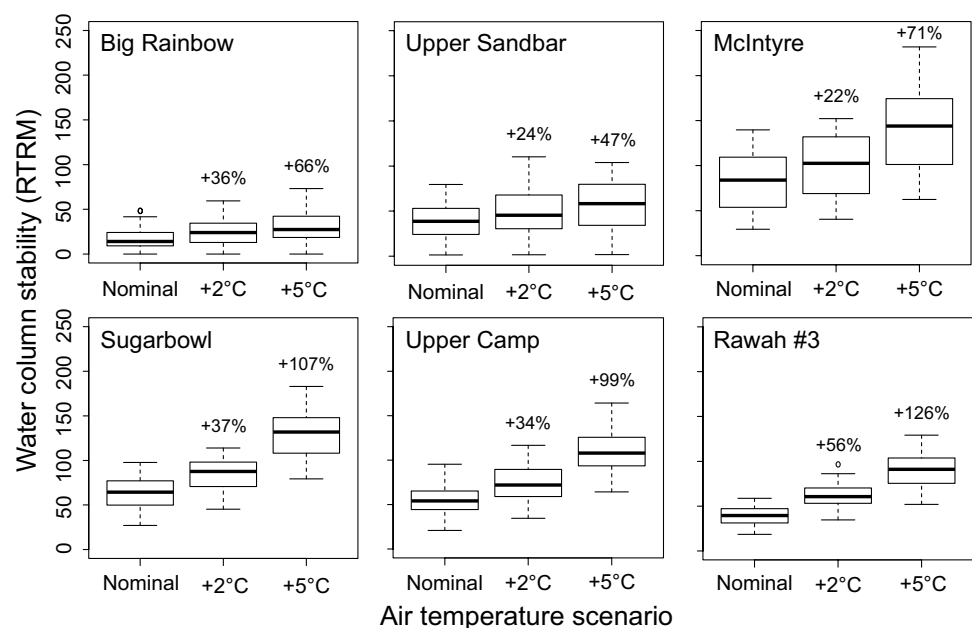 Water column stability (RTRM)
250
200
150
100
50
0
Big Rainbow
+36%
+66%
Nominal
+2°C
+5°C
Upper Sandbar
+24%
+47%
Nominal
+2°C
+5°C
McIntyre
+22%
+71%
Nominal
+2°C
+5°C
250
200
150
100
50
0
Sugarbowl
+37%
+107%
Nominal
+2°C
+5°C
Upper Camp
+34%
+99%
Nominal
+2°C
+5°C
Rawah #3
+56%
+126%
Nominal
+2°C
+5°C
Air temperature scenario